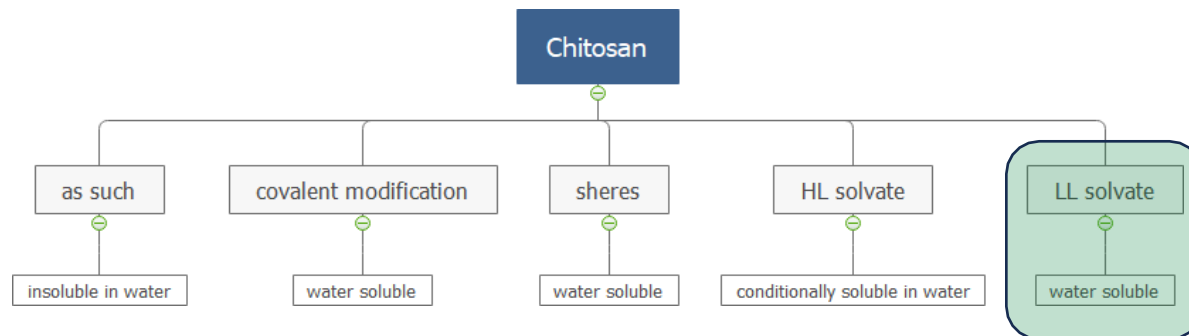 Chitosan
as such
covalent modification
sheres
HL solvate
LL solvate
insoluble in water
water soluble
water soluble
conditionally soluble in water
water soluble